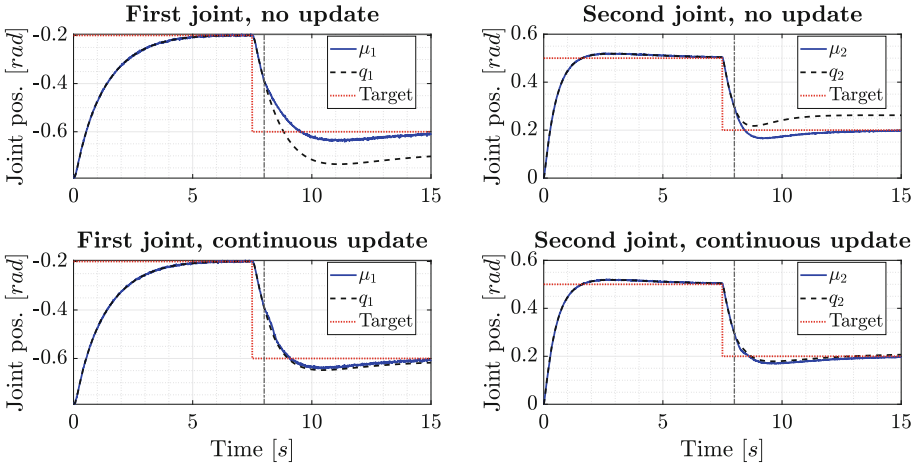 First joint, no update
Joint pos. [rad]
-0.2
-0.6
μ₁
q₁
Target
0 5 10 15
Second joint, no update
Joint pos. [rad]
0.6
0.4
0.2
0
μ₂
q₂
Target
0 5 10 15
First joint, continuous update
Joint pos. [rad]
-0.2
-0.6
μ₁
q₁
Target
0 5 10 15
Time [s]
Second joint, continuous update
Joint pos. [rad]
0.6
0.4
0.2
0
μ₂
q₂
Target
0 5 10 15
Time [s]